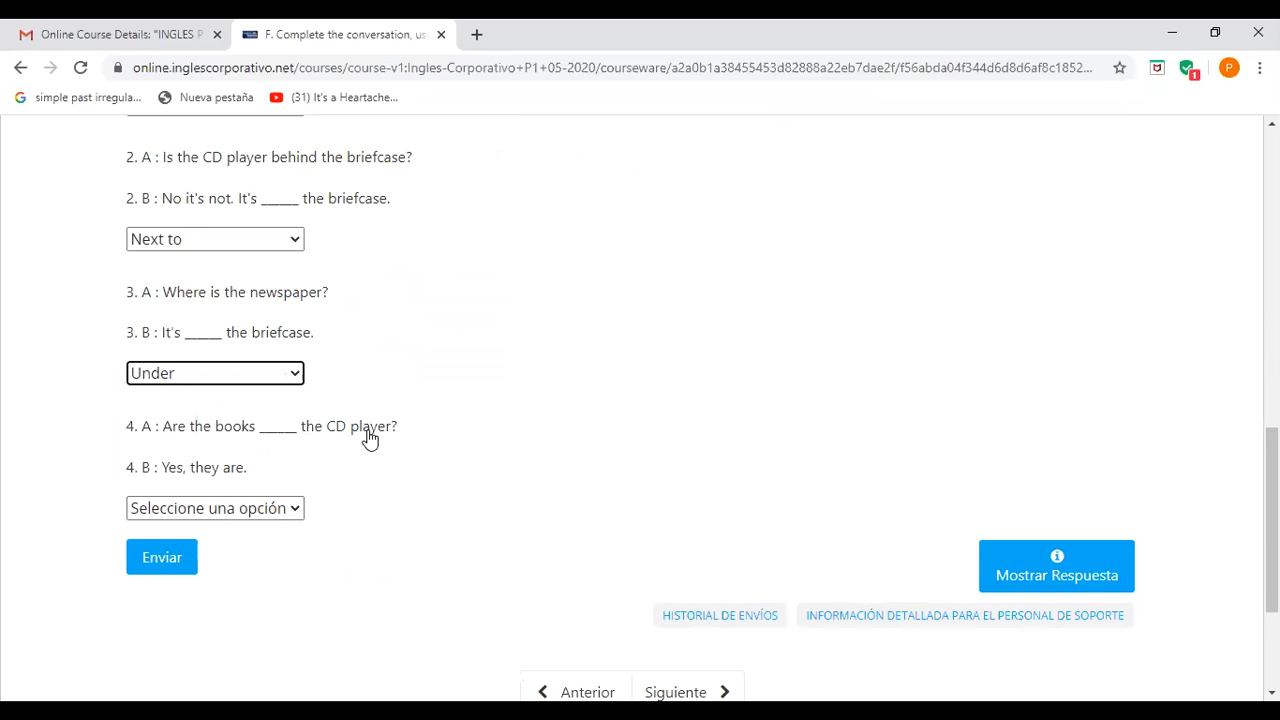 Online Course Details: "INGLES P
F. Complete the conversation, us
online.inglescorporativo.net/courses/course-v1:Ingles-Corporativo+P1+05-2020/courseware/a2a0b1a38455453d82888a22eb7dae2f/f56abda04f344d6d8d6af8c1852...
P
1
simple past irregula...
Nueva pestaña
(31) It's a Heartache...
2. A : Is the CD player behind the briefcase?
2. B : No it's not. It's _____ the briefcase.
Next to
3. A : Where is the newspaper?
3. B : It's _____ the briefcase.
Under
4. A : Are the books _____ the CD player?
4. B : Yes, they are.
Seleccione una opción
Enviar
Mostrar Respuesta
HISTORIAL DE ENVÍOS
INFORMACIÓN DETALLADA PARA EL PERSONAL DE SOPORTE
Anterior
Siguiente